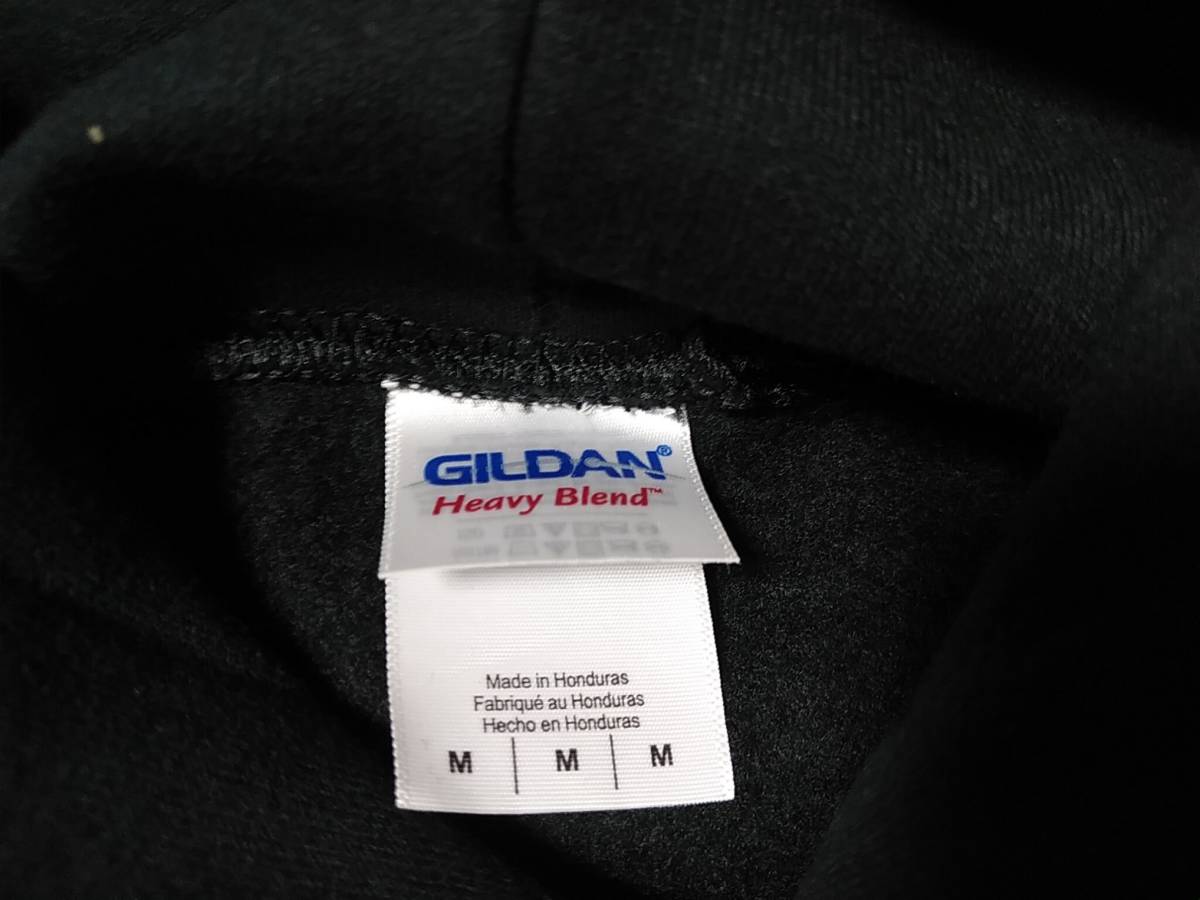 GILDAN®
Heavy Blend™
Made in Honduras
Fabriqué au Honduras
Hecho en Honduras
M | M | M